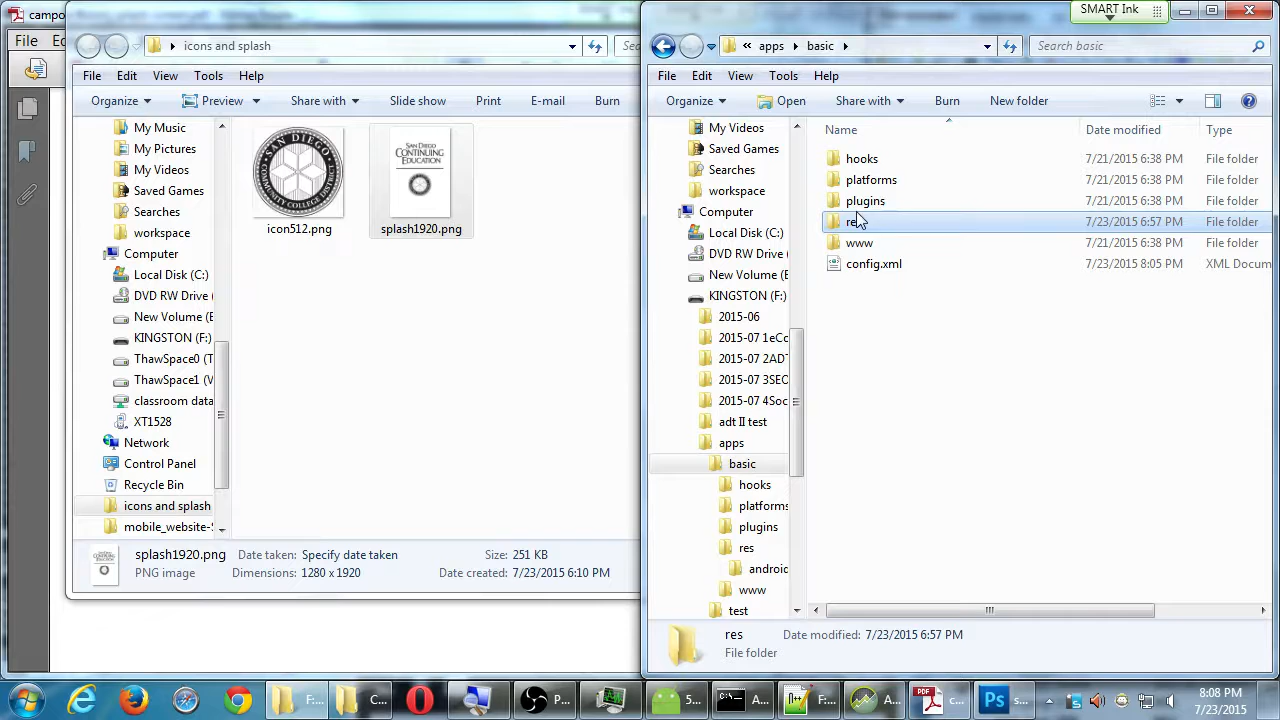 campo
File
Ed
icons and splash
Sea
File Edit View Tools Help
Organize Preview Share with Slide show Print E-mail Burn
My Music
My Pictures
My Videos
Saved Games
Searches
workspace
Computer
Local Disk (C:)
DVD RW Drive (
New Volume (E
KINGSTON (F:)
ThawSpace0 (T
ThawSpace1 (V
classroom data
XT1528
Network
Control Panel
Recycle Bin
icons and splash
mobile_website-S
SAN DIEGO
COMMUNITY COLLEGE DISTRICT
icon512.png
SAN DIEGO
CONTINUING
EDUCATION
splash1920.png
splash1920.png Date taken: Specify date taken Size: 251 KB
PNG image Dimensions: 1280 x 1920 Date created: 7/23/2015 6:10 PM
SMART Ink
« apps basic
Search basic
File Edit View Tools Help
Organize Open Share with Burn New folder
My Videos
Saved Games
Searches
workspace
Computer
Local Disk (C:)
DVD RW Drive (
New Volume (E
KINGSTON (F:)
2015-06
2015-07 1eCo
2015-07 2ADT
2015-07 3SEO
2015-07 4Soc
adt II test
apps
basic
hooks
platforms
plugins
res
android
www
test
Name Date modified Type
hooks 7/21/2015 6:38 PM File folder
platforms 7/21/2015 6:38 PM File folder
plugins 7/21/2015 6:38 PM File folder
res 7/23/2015 6:57 PM File folder
www 7/21/2015 6:38 PM File folder
config.xml 7/23/2015 8:05 PM XML Docum
res Date modified: 7/23/2015 6:57 PM
File folder
F:... C... P... 5... A... F... A... c... s...
8:08 PM
7/23/2015